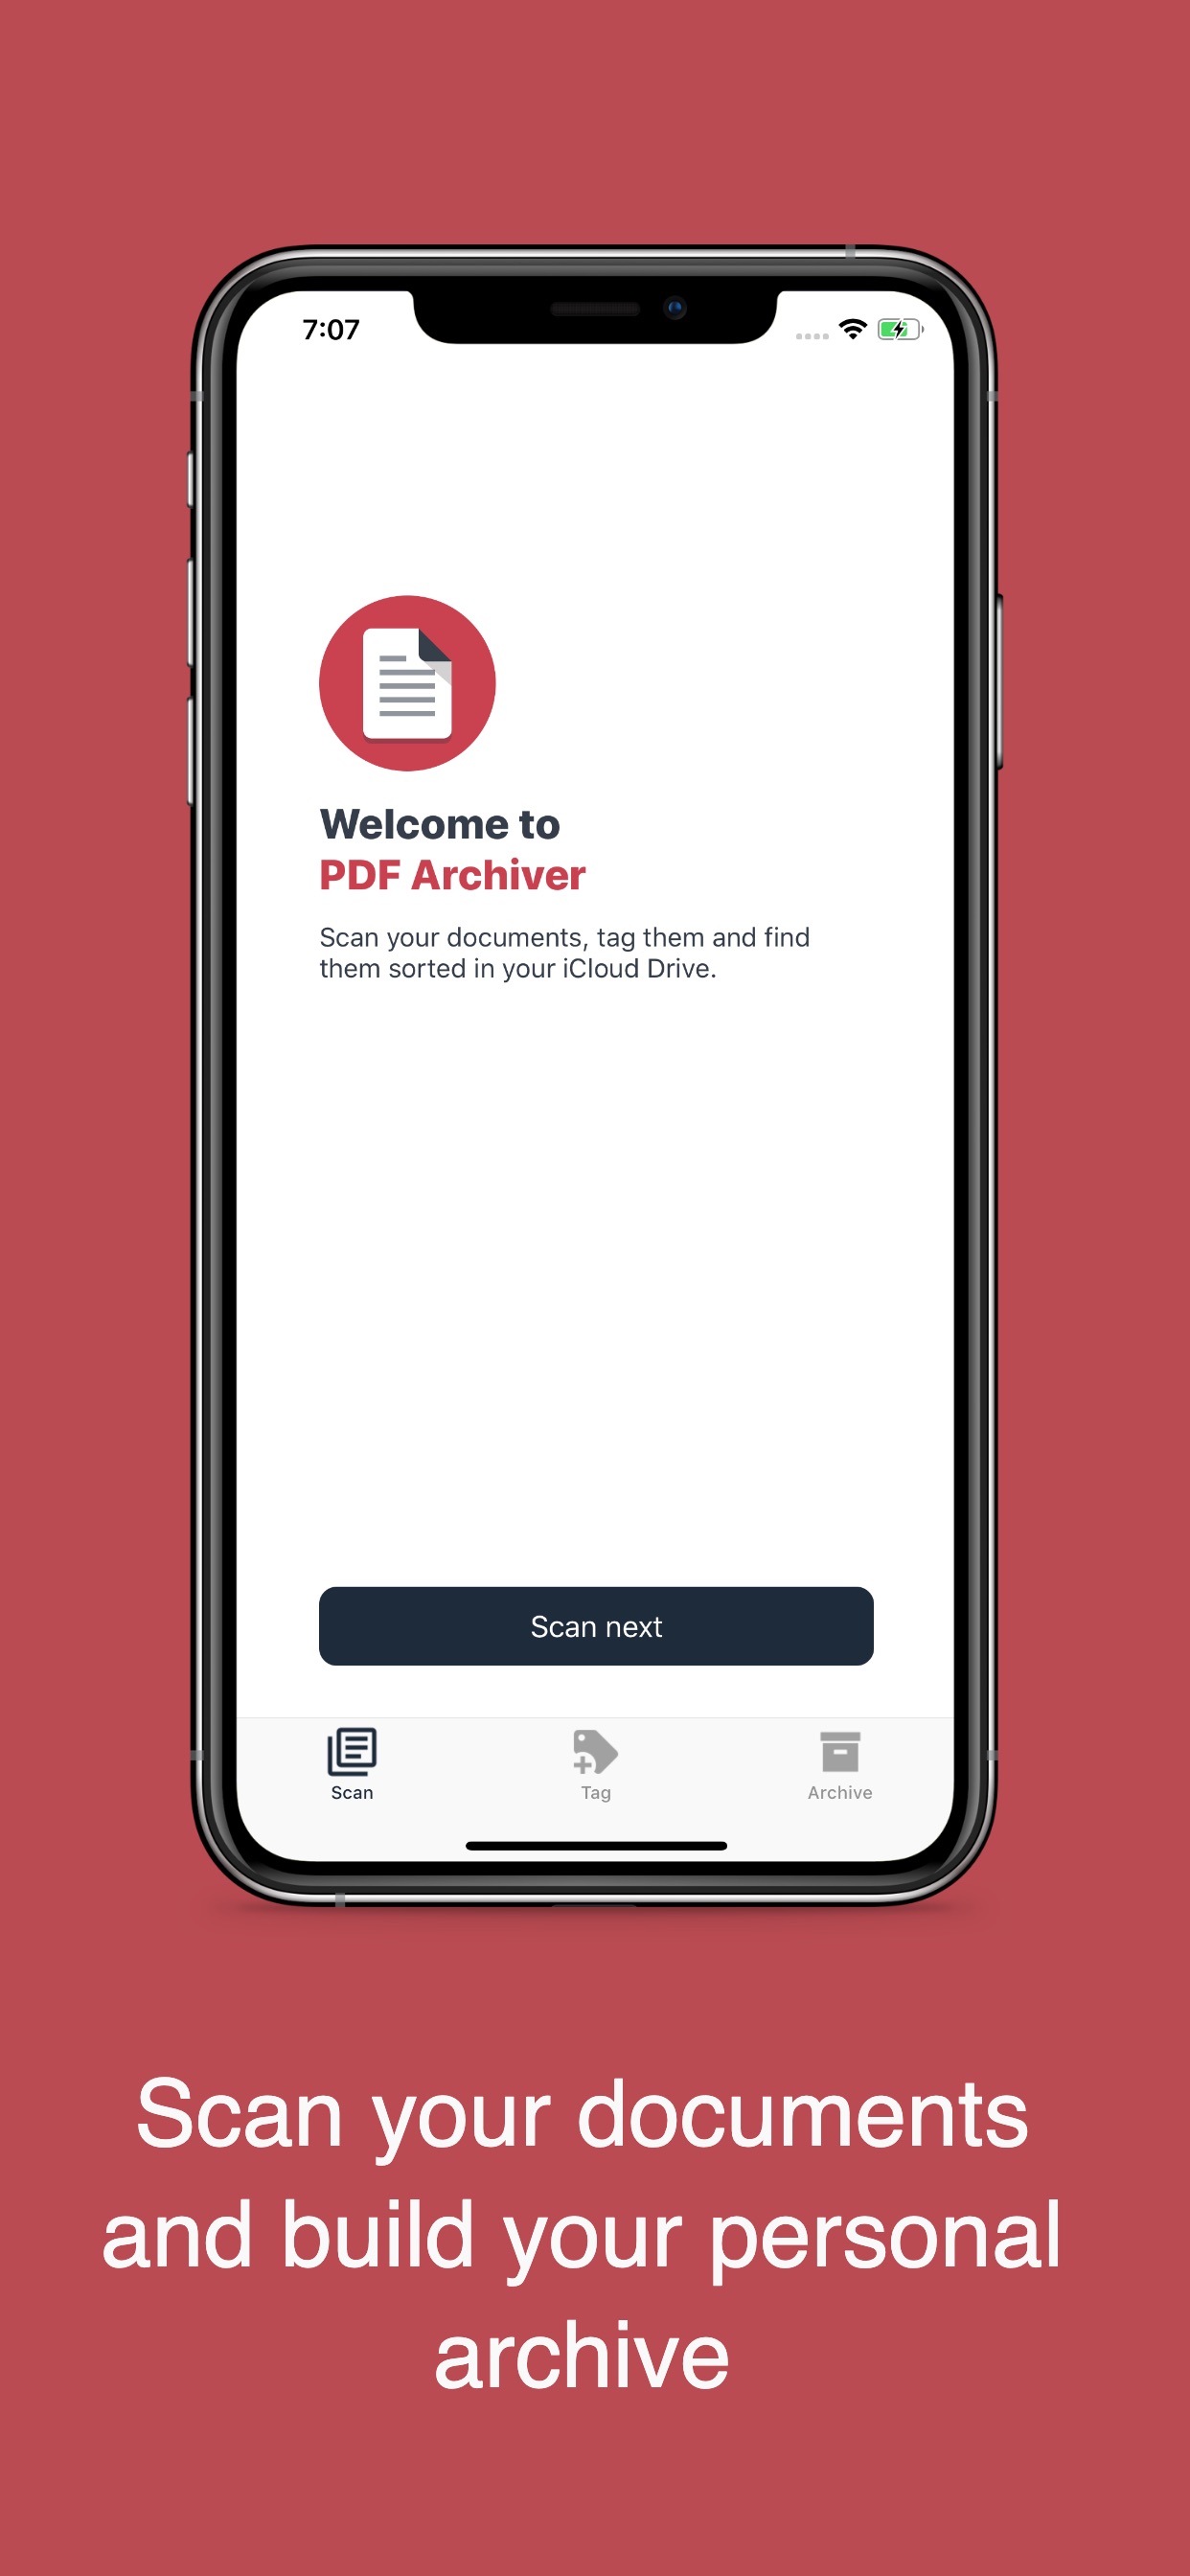 7:07
Welcome to
PDF Archiver
Scan your documents, tag them and find
them sorted in your iCloud Drive.
Scan next
Scan
Tag
Archive
Scan your documents
and build your personal
archive